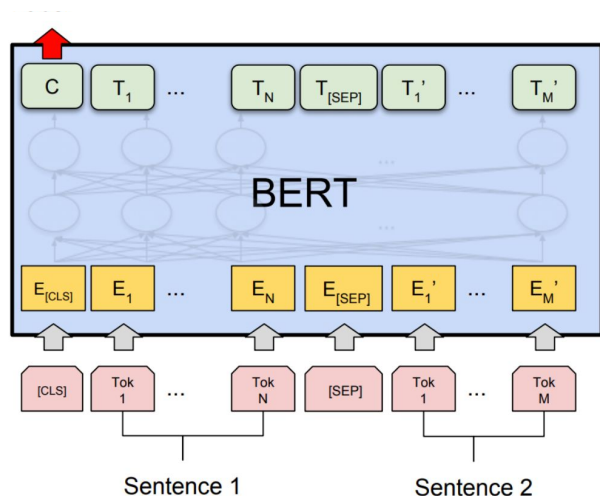 C T1 ... TN T[SEP] T1' ... TM'
...
BERT
...
E[CLS] E1 ... EN E[SEP] E1' ... EM'
[CLS] Tok 1 ... Tok N [SEP] Tok 1 ... Tok M
Sentence 1 Sentence 2